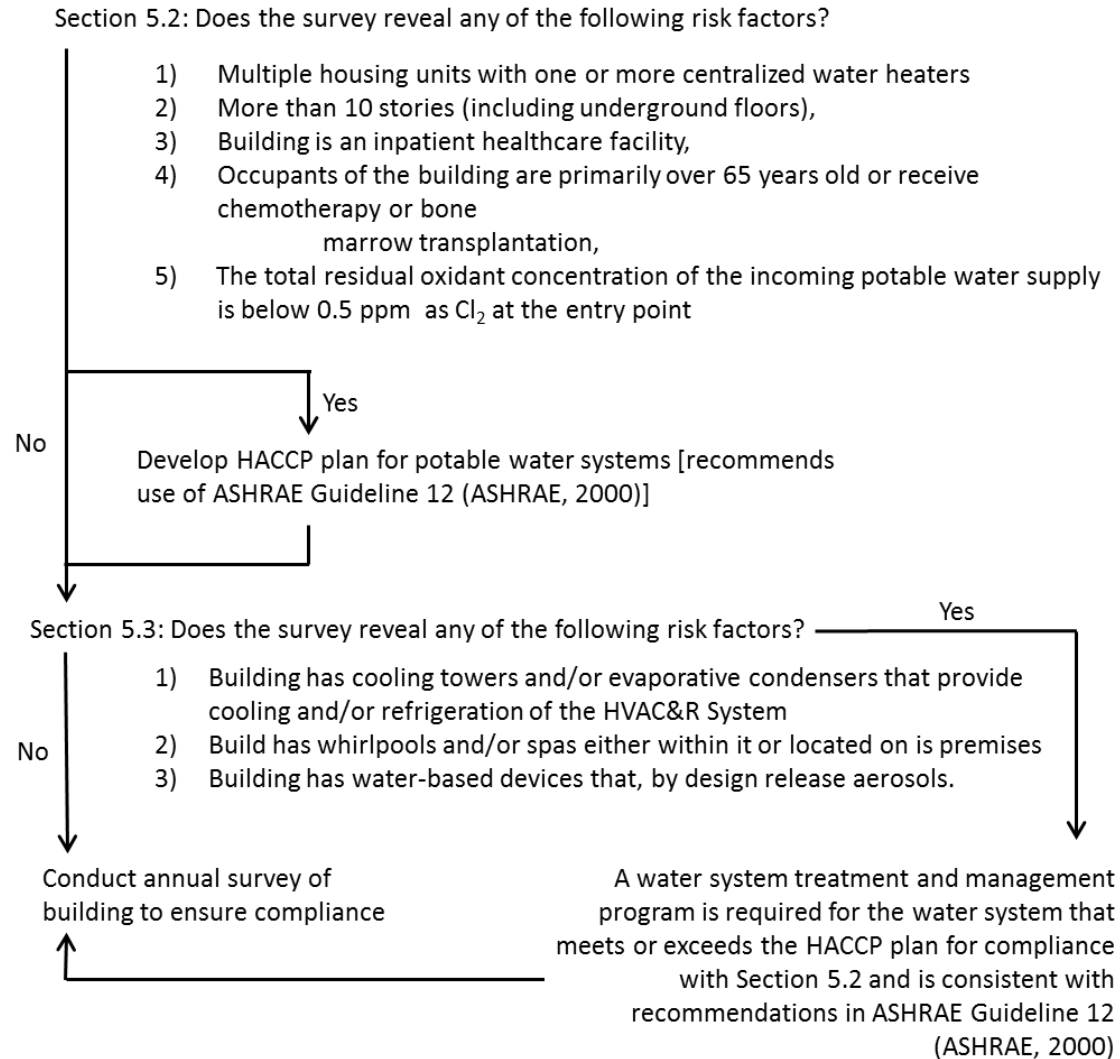 Section 5.2: Does the survey reveal any of the following risk factors?
1) Multiple housing units with one or more centralized water heaters
2) More than 10 stories (including underground floors),
3) Building is an inpatient healthcare facility,
4) Occupants of the building are primarily over 65 years old or receive
chemotherapy or bone
marrow transplantation,
5) The total residual oxidant concentration of the incoming potable water supply
is below 0.5 ppm as Cl₂ at the entry point
Yes
No
Develop HACCP plan for potable water systems [recommends
use of ASHRAE Guideline 12 (ASHRAE, 2000)]
Section 5.3: Does the survey reveal any of the following risk factors?
Yes
1) Building has cooling towers and/or evaporative condensers that provide
cooling and/or refrigeration of the HVAC&R System
No
2) Build has whirlpools and/or spas either within it or located on is premises
3) Building has water-based devices that, by design release aerosols.
Conduct annual survey of
building to ensure compliance
A water system treatment and management
program is required for the water system that
meets or exceeds the HACCP plan for compliance
with Section 5.2 and is consistent with
recommendations in ASHRAE Guideline 12
(ASHRAE, 2000)